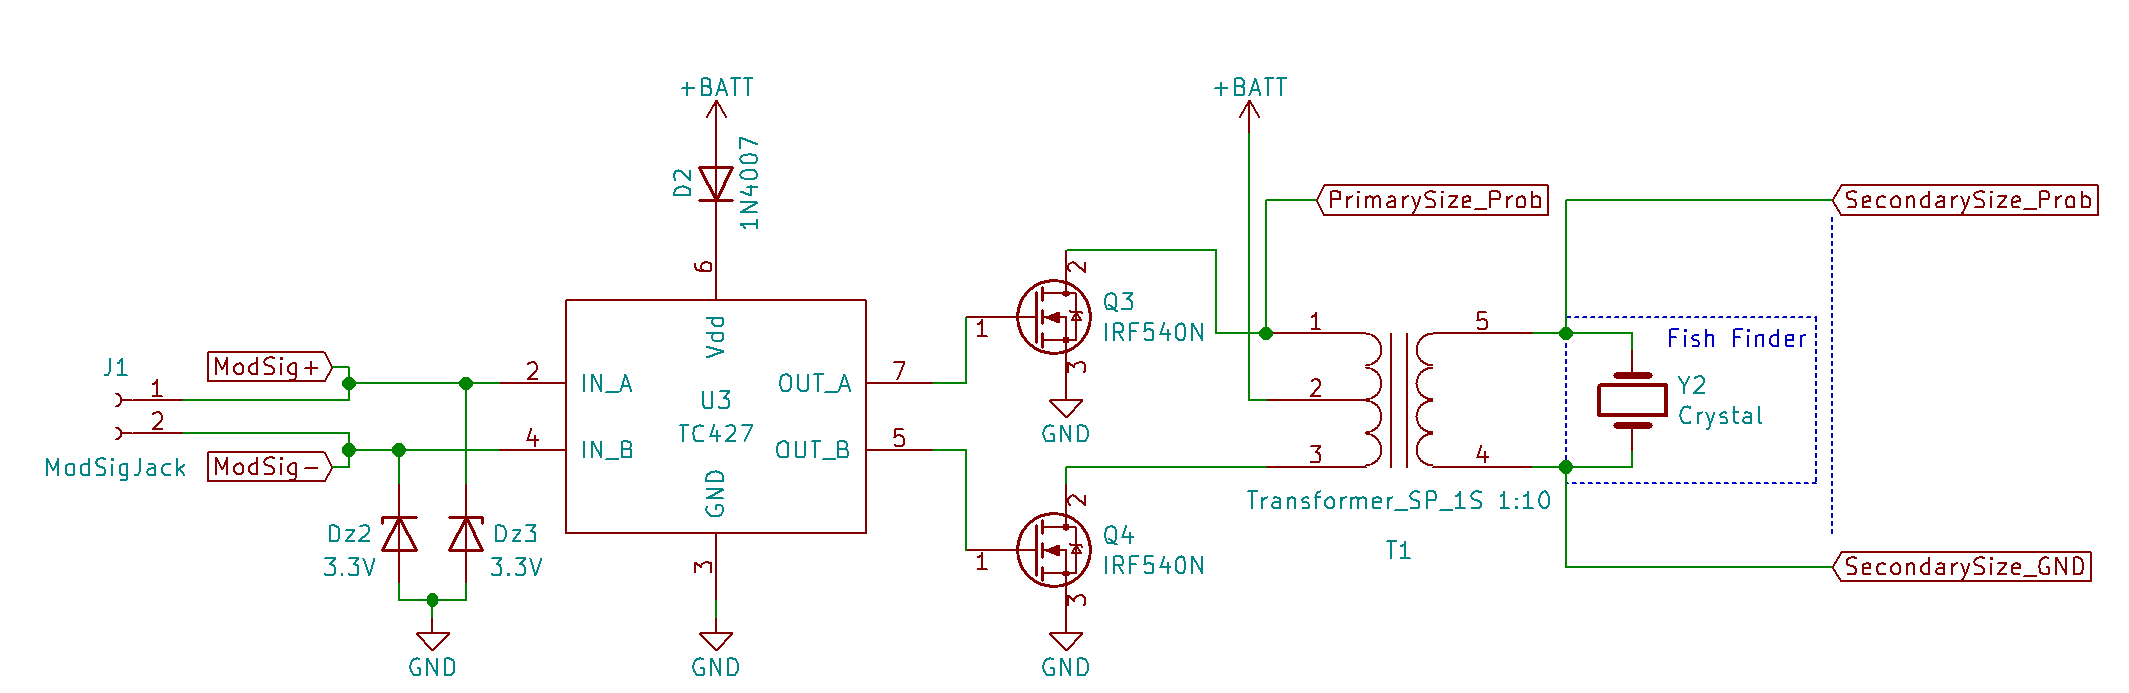 +BATT
+BATT
D2
1N4007
PrimarySize_Prob
SecondarySize_Prob
6
2
Q3
IRF540N
1
3
GND
Vdd
J1
ModSig+
1
2
ModSig-
ModSigJack
2
IN_A
4
IN_B
U3
TC427
OUT_A
7
OUT_B
5
GND
3
GND
Dz2
3.3V
Dz3
3.3V
GND
2
Q4
IRF540N
1
3
GND
1
2
3
5
4
Transformer_SP_1S 1:10
T1
Fish Finder
Y2
Crystal
SecondarySize_GND